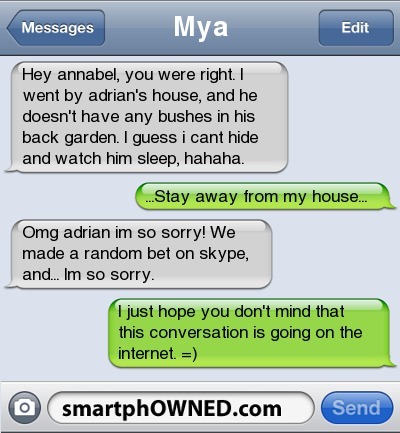 Messages
Mya
Edit
Hey annabel, you were right. I
went by adrian's house, and he
doesn't have any bushes in his
back garden. I guess i cant hide
and watch him sleep, hahaha.
...Stay away from my house...
Omg adrian im so sorry! We
made a random bet on skype,
and... Im so sorry.
I just hope you don't mind that
this conversation is going on the
internet. =)
smartphOWNED.com
Send